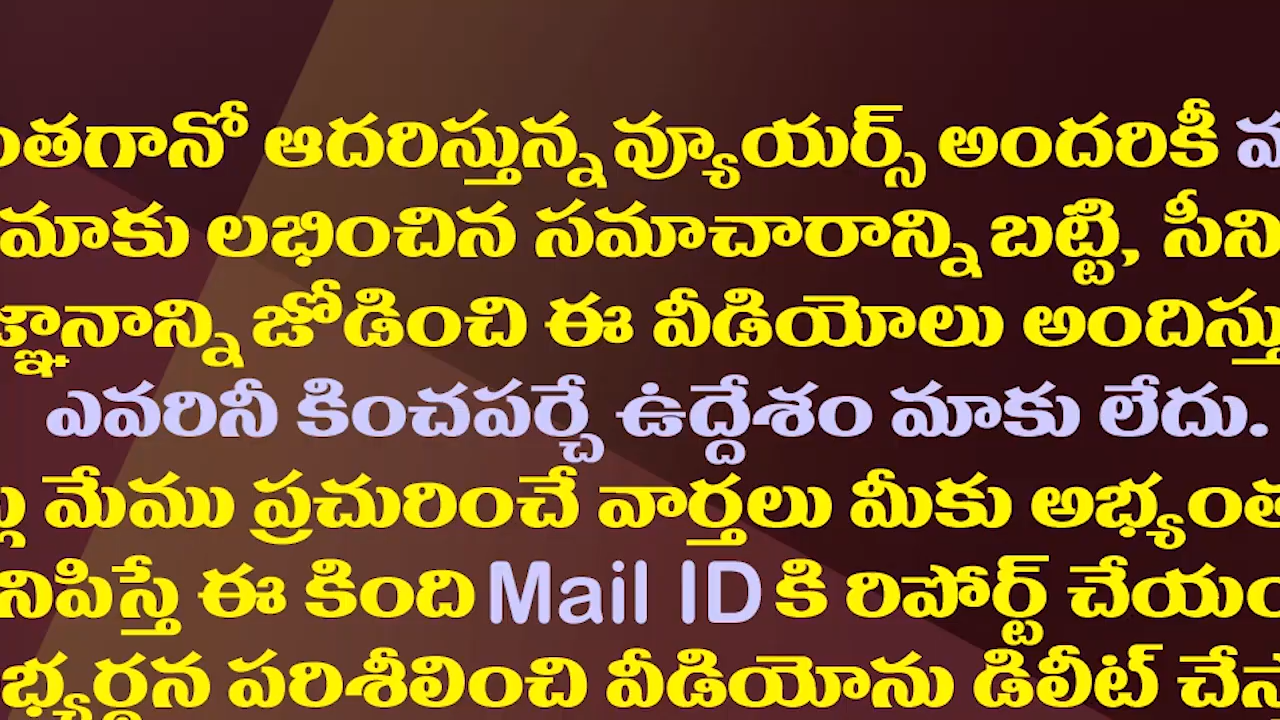 ంతగానో ఆదరిస్తున్న వ్యూయర్స్ అందరికీ
మాకు లభించిన సమాచారాన్ని బట్టి, సీని
జ్ఞానాన్ని జోడించి ఈ వీడియోలు అందిస్తు
ఎవరినీ కించపర్చే ఉద్దేశం మాకు లేదు.
మేము ప్రచురించే వార్తలు మీకు అభ్యంత
నిపిస్తే ఈ కింది Mail ID కి రిపోర్ట్ చేయం
భ్యర్థన పరిశీలించి వీడియోను డిలీట్ చేస